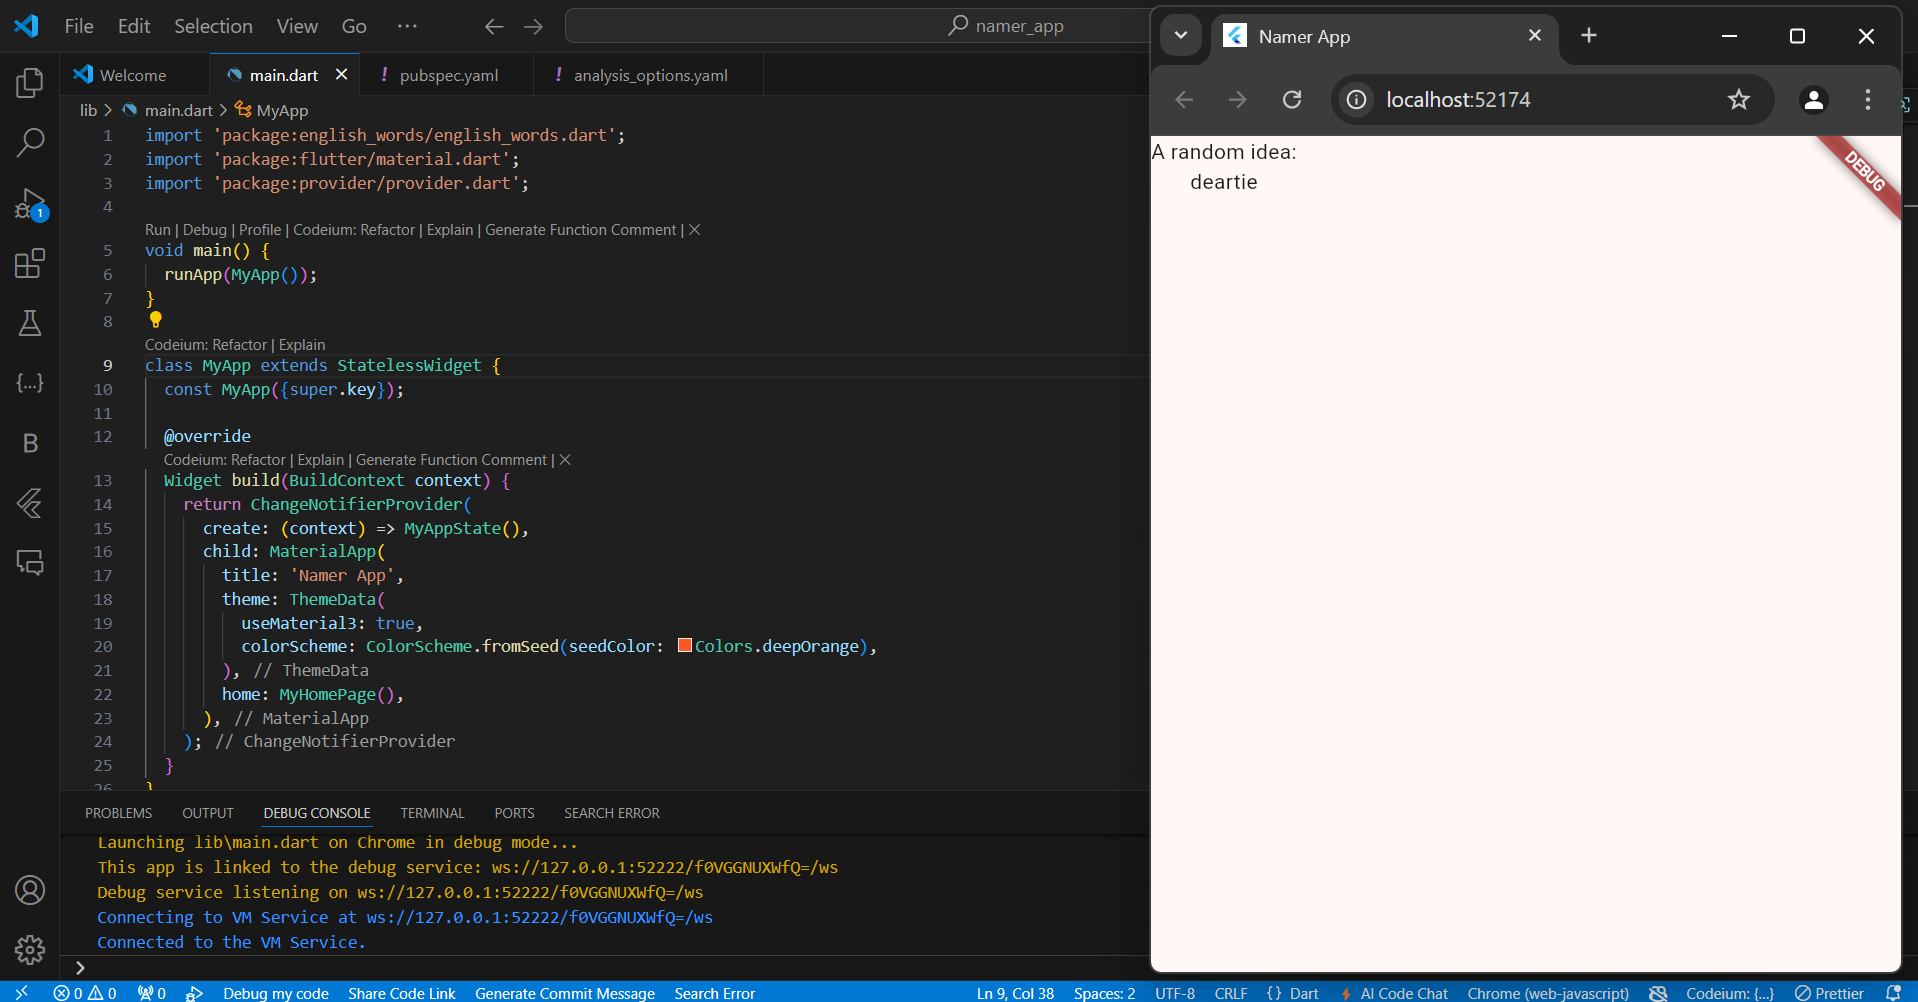 File Edit Selection View Go ··· namer_app
Welcome main.dart pubspec.yaml analysis_options.yaml
lib > main.dart > MyApp
1 import 'package:english_words/english_words.dart';
2 import 'package:flutter/material.dart';
3 import 'package:provider/provider.dart';
4
Run | Debug | Profile | Codeium: Refactor | Explain | Generate Function Comment | ×
5 void main() {
6 runApp(MyApp());
7 }
8
Codeium: Refactor | Explain
9 class MyApp extends StatelessWidget {
10 const MyApp({super.key});
11
12 @override
Codeium: Refactor | Explain | Generate Function Comment | ×
13 Widget build(BuildContext context) {
14 return ChangeNotifierProvider(
15 create: (context) => MyAppState(),
16 child: MaterialApp(
17 title: 'Namer App',
18 theme: ThemeData(
19 useMaterial3: true,
20 colorScheme: ColorScheme.fromSeed(seedColor: Colors.deepOrange),
21 ), // ThemeData
22 home: MyHomePage(),
23 ), // MaterialApp
24 ); // ChangeNotifierProvider
25 }
26 }
PROBLEMS OUTPUT DEBUG CONSOLE TERMINAL PORTS SEARCH ERROR
Launching lib\main.dart on Chrome in debug mode...
This app is linked to the debug service: ws://127.0.0.1:52222/f0VGGNUXWfQ=/ws
Debug service listening on ws://127.0.0.1:52222/f0VGGNUXWfQ=/ws
Connecting to VM Service at ws://127.0.0.1:52222/f0VGGNUXWfQ=/ws
Connected to the VM Service.
>
1
B
0 0 0 Debug my code Share Code Link Generate Commit Message Search Error Ln 9, Col 38 Spaces: 2 UTF-8 CRLF {} Dart AI Code Chat Chrome (web-javascript) Codeium: {...} Prettier
Namer App
localhost:52174
A random idea:
deartie
DEBUG